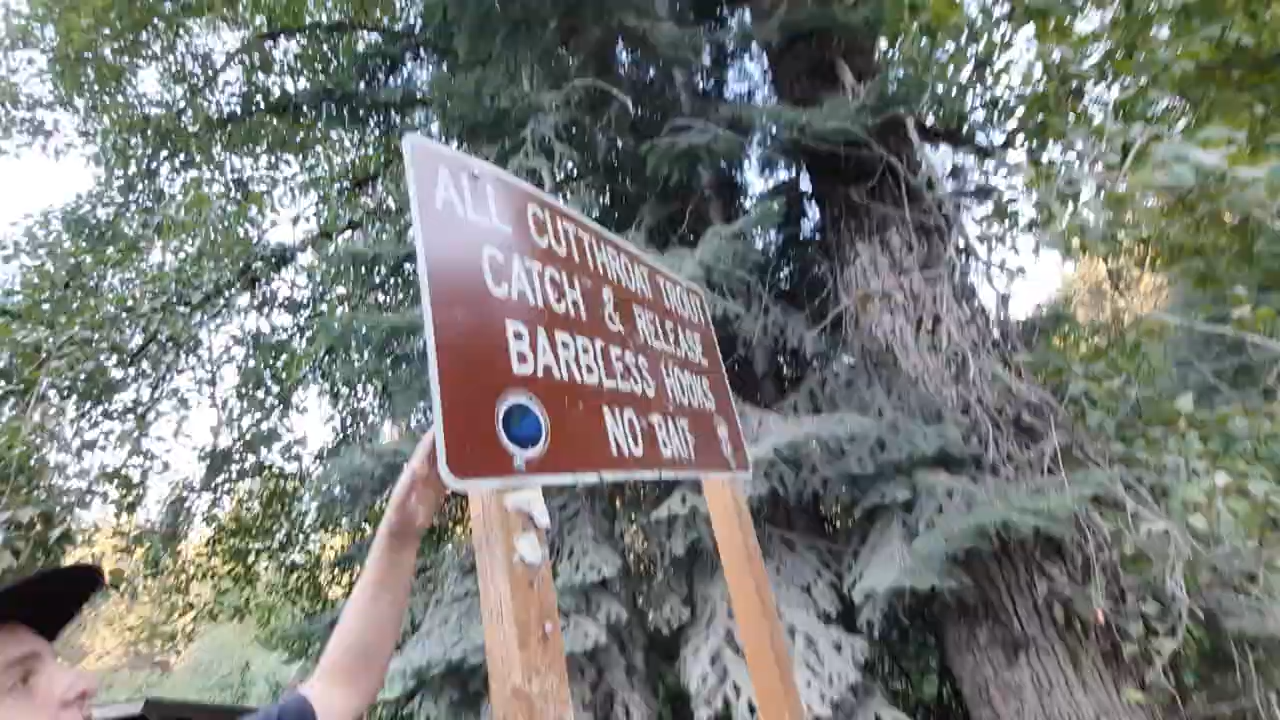 ALL CUTTHROAT TROUT
CATCH & RELEASE
BARBLESS HOOKS
NO BAIT